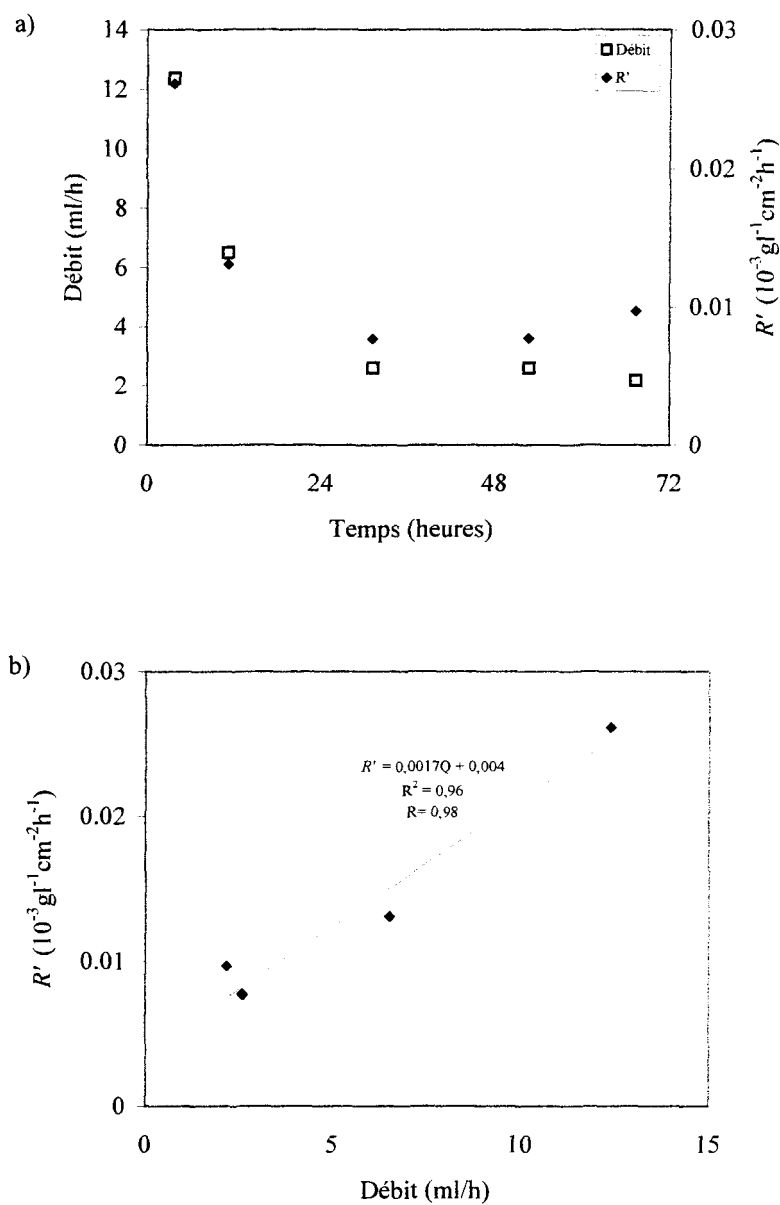 a)
14
12
10
8
6
4
2
0
Débit (ml/h)
0.03
0.02
0.01
0
R' (10⁻³gl⁻¹cm⁻²h⁻¹)
Débit
R'
0 24 48 72
Temps (heures)
b)
0.03
0.02
0.01
0
R' (10⁻³gl⁻¹cm⁻²h⁻¹)
R' = 0,0017Q + 0,004
R² = 0,96
R= 0,98
0 5 10 15
Débit (ml/h)